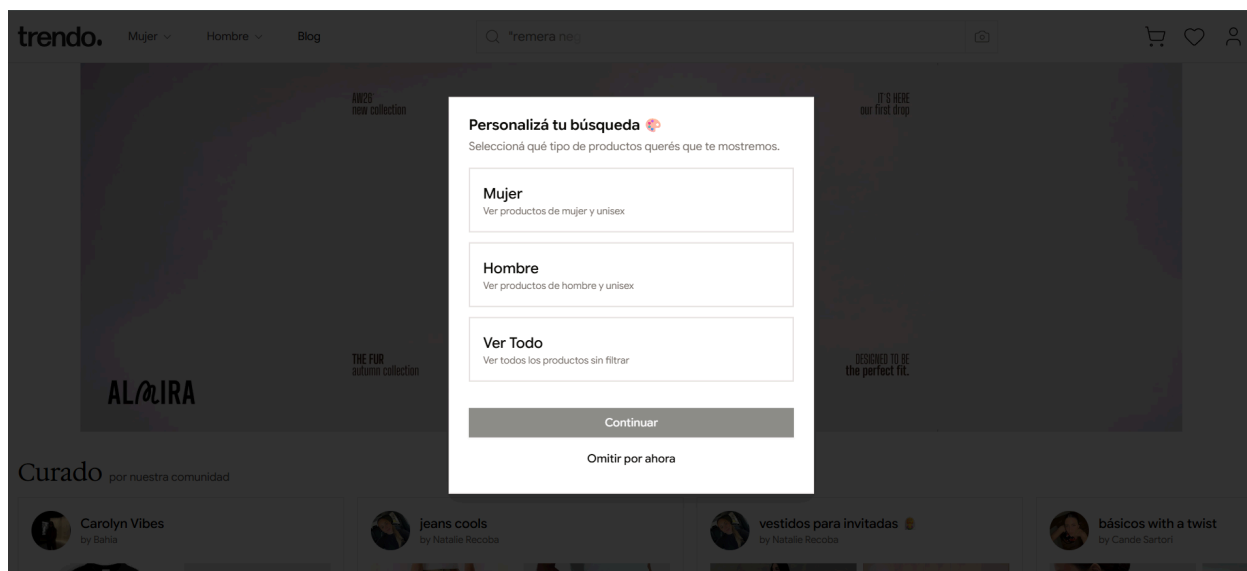 trendo.
Mujer
Hombre
Blog
"remera neg
AW26'
new collection
IT'S HERE
our first drop
Personalizá tu búsqueda 🎨
Seleccioná qué tipo de productos querés que te mostremos.
Mujer
Ver productos de mujer y unisex
Hombre
Ver productos de hombre y unisex
Ver Todo
Ver todos los productos sin filtrar
THE FUR
autumn collection
DESIGNED TO BE
the perfect fit.
ALMIRA
Continuar
Omitir por ahora
Curado por nuestra comunidad
Carolyn Vibes
by Bahia
jeans cools
by Natalie Recoba
vestidos para invitadas
by Natalie Recoba
básicos with a twist
by Cande Sartori